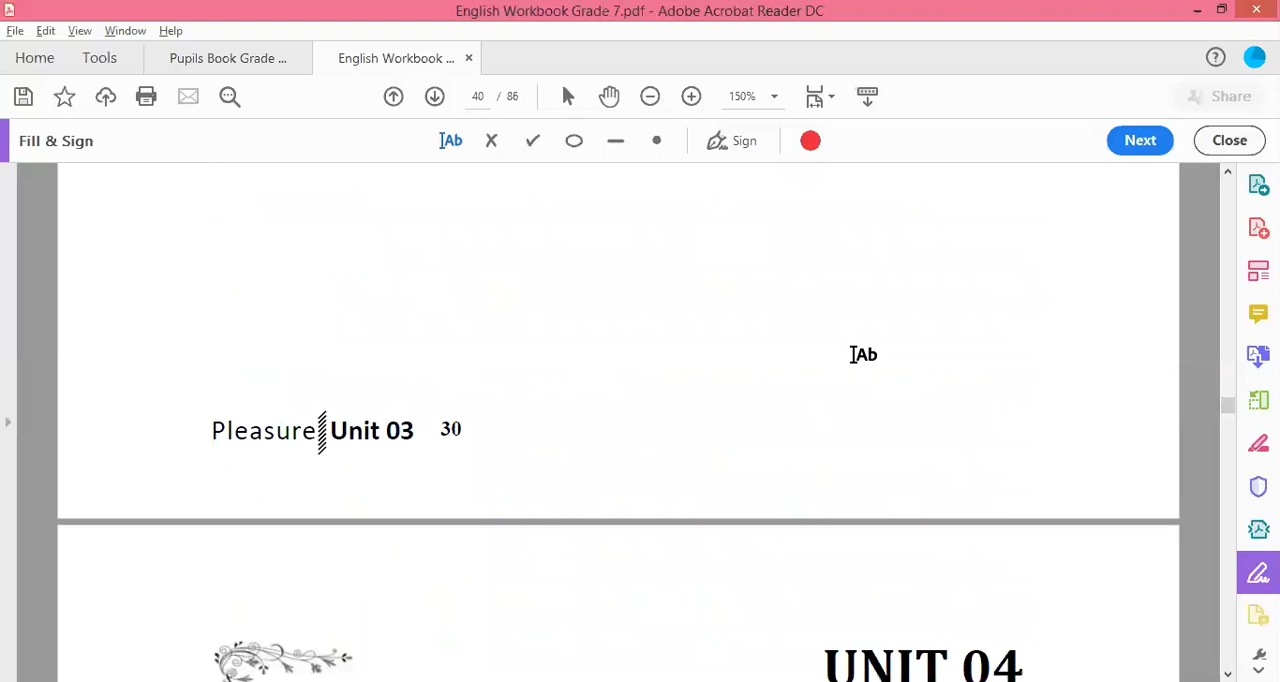 English Workbook Grade 7.pdf - Adobe Acrobat Reader DC
File Edit View Window Help
Home Tools Pupils Book Grade ... English Workbook ... ×
40 / 86 150% Share
Fill & Sign Ab Sign Next Close
Ab
Pleasure Unit 03 30
UNIT 04